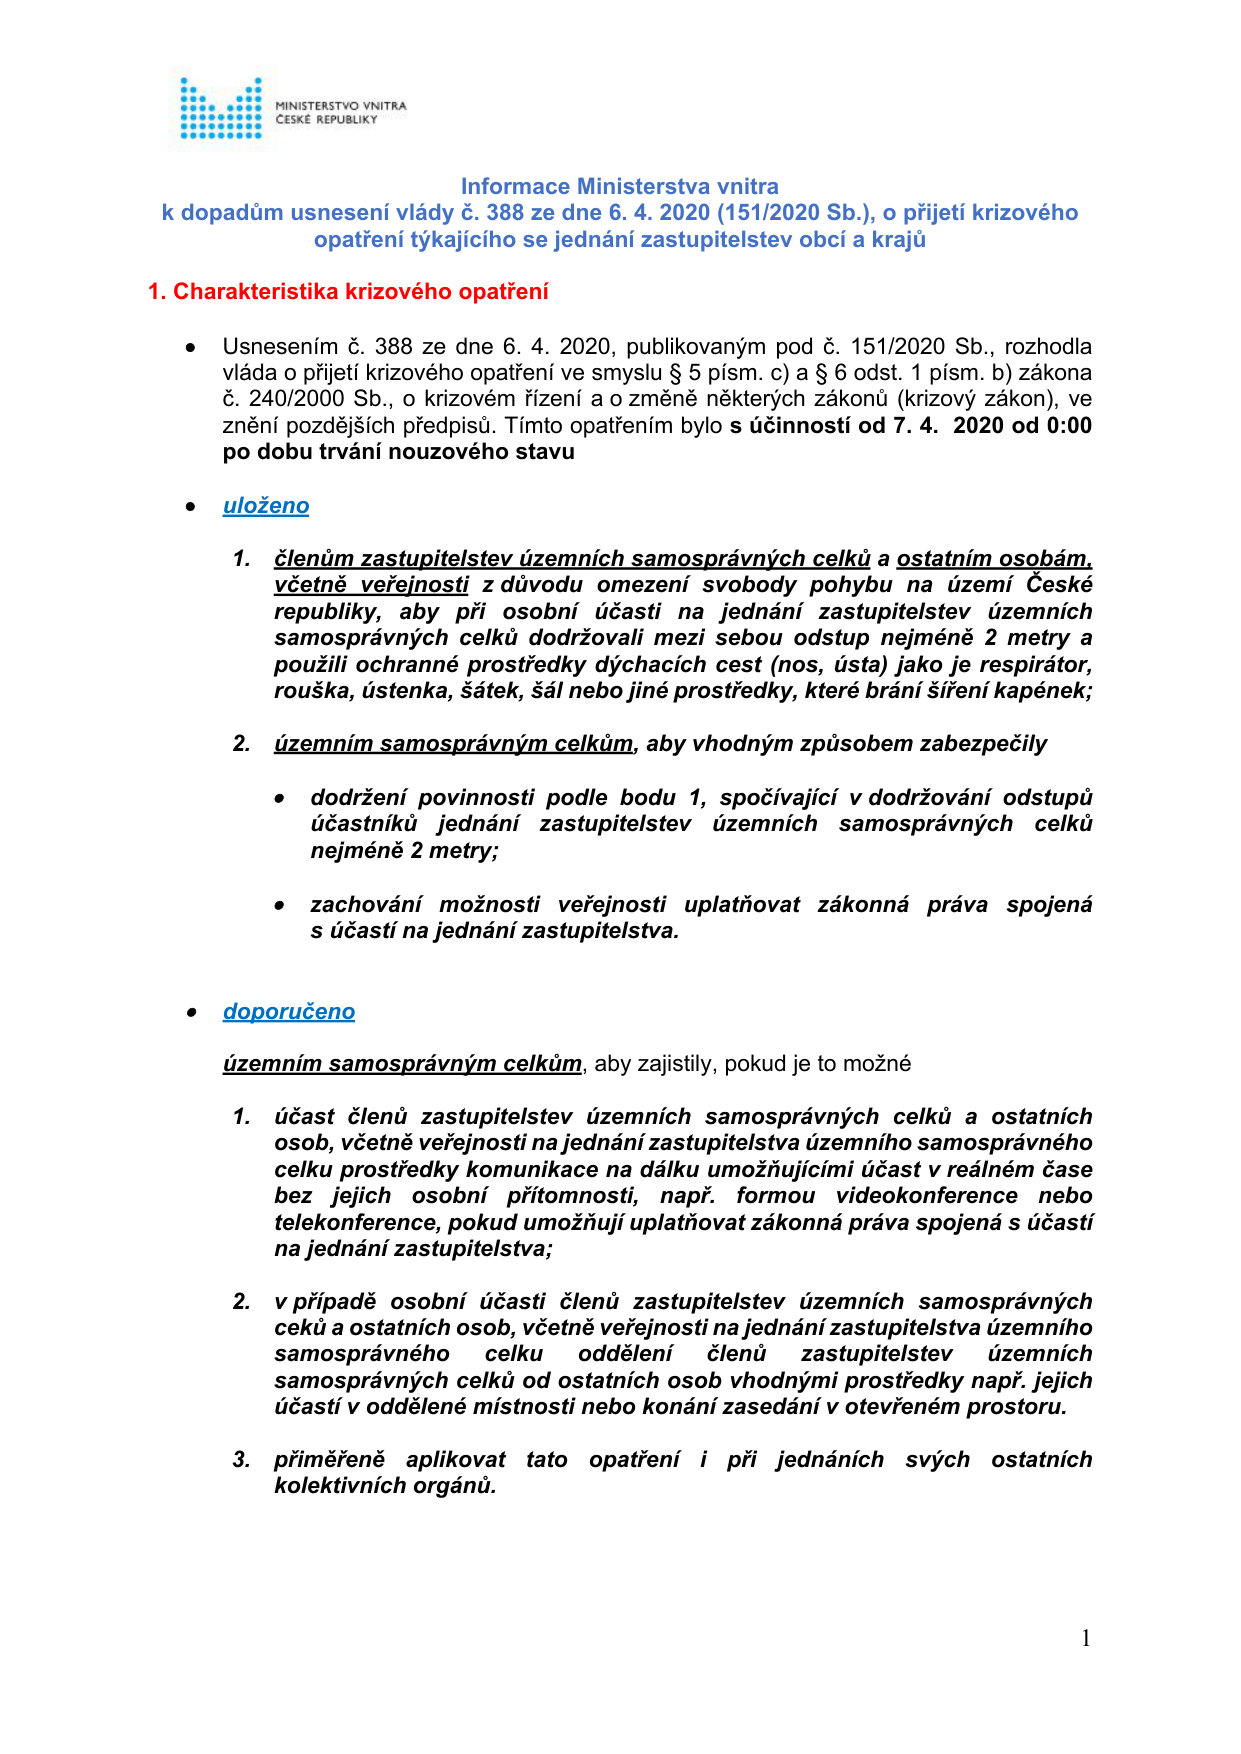 MINISTERSTVO VNITRA
ČESKÉ REPUBLIKY
Informace Ministerstva vnitra
k dopadům usnesení vlády č. 388 ze dne 6. 4. 2020 (151/2020 Sb.), o přijetí krizového
opatření týkajícího se jednání zastupitelstev obcí a krajů
1. Charakteristika krizového opatření
● Usnesením č. 388 ze dne 6. 4. 2020, publikovaným pod č. 151/2020 Sb., rozhodla
vláda o přijetí krizového opatření ve smyslu § 5 písm. c) a § 6 odst. 1 písm. b) zákona
č. 240/2000 Sb., o krizovém řízení a o změně některých zákonů (krizový zákon), ve
znění pozdějších předpisů. Tímto opatřením bylo s účinností od 7. 4. 2020 od 0:00
po dobu trvání nouzového stavu
● uloženo
1. členům zastupitelstev územních samosprávných celků a ostatním osobám,
včetně veřejnosti z důvodu omezení svobody pohybu na území České
republiky, aby při osobní účasti na jednání zastupitelstev územních
samosprávných celků dodržovali mezi sebou odstup nejméně 2 metry a
použili ochranné prostředky dýchacích cest (nos, ústa) jako je respirátor,
rouška, ústenka, šátek, šál nebo jiné prostředky, které brání šíření kapének;
2. územním samosprávným celkům, aby vhodným způsobem zabezpečily
● dodržení povinnosti podle bodu 1, spočívající v dodržování odstupů
účastníků jednání zastupitelstev územních samosprávných celků
nejméně 2 metry;
● zachování možnosti veřejnosti uplatňovat zákonná práva spojená
s účastí na jednání zastupitelstva.
● doporučeno
územním samosprávným celkům, aby zajistily, pokud je to možné
1. účast členů zastupitelstev územních samosprávných celků a ostatních
osob, včetně veřejnosti na jednání zastupitelstva územního samosprávného
celku prostředky komunikace na dálku umožňujícími účast v reálném čase
bez jejich osobní přítomnosti, např. formou videokonference nebo
telekonference, pokud umožňují uplatňovat zákonná práva spojená s účastí
na jednání zastupitelstva;
2. v případě osobní účasti členů zastupitelstev územních samosprávných
ceků a ostatních osob, včetně veřejnosti na jednání zastupitelstva územního
samosprávného celku oddělení členů zastupitelstev územních
samosprávných celků od ostatních osob vhodnými prostředky např. jejich
účastí v oddělené místnosti nebo konání zasedání v otevřeném prostoru.
3. přiměřeně aplikovat tato opatření i při jednáních svých ostatních
kolektivních orgánů.
1